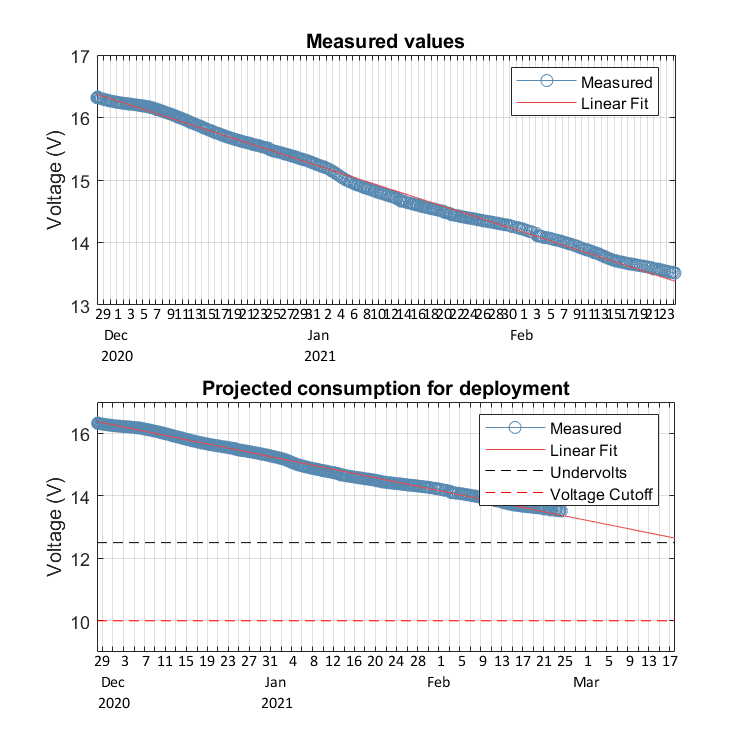 Measured values
17
16
15
14
13
Voltage (V)
Measured
Linear Fit
29 1 3 5 7 9 11 13 15 17 19 21 23 25 27 29 31 2 4 6 8 10 12 14 16 18 20 22 24 26 28 30 1 3 5 7 9 11 13 15 17 19 21 23
Dec Jan Feb
2020 2021
Projected consumption for deployment
16
14
12
10
Voltage (V)
Measured
Linear Fit
Undervolts
Voltage Cutoff
29 3 7 11 15 19 23 27 31 4 8 12 16 20 24 28 1 5 9 13 17 21 25 1 5 9 13 17
Dec Jan Feb Mar
2020 2021